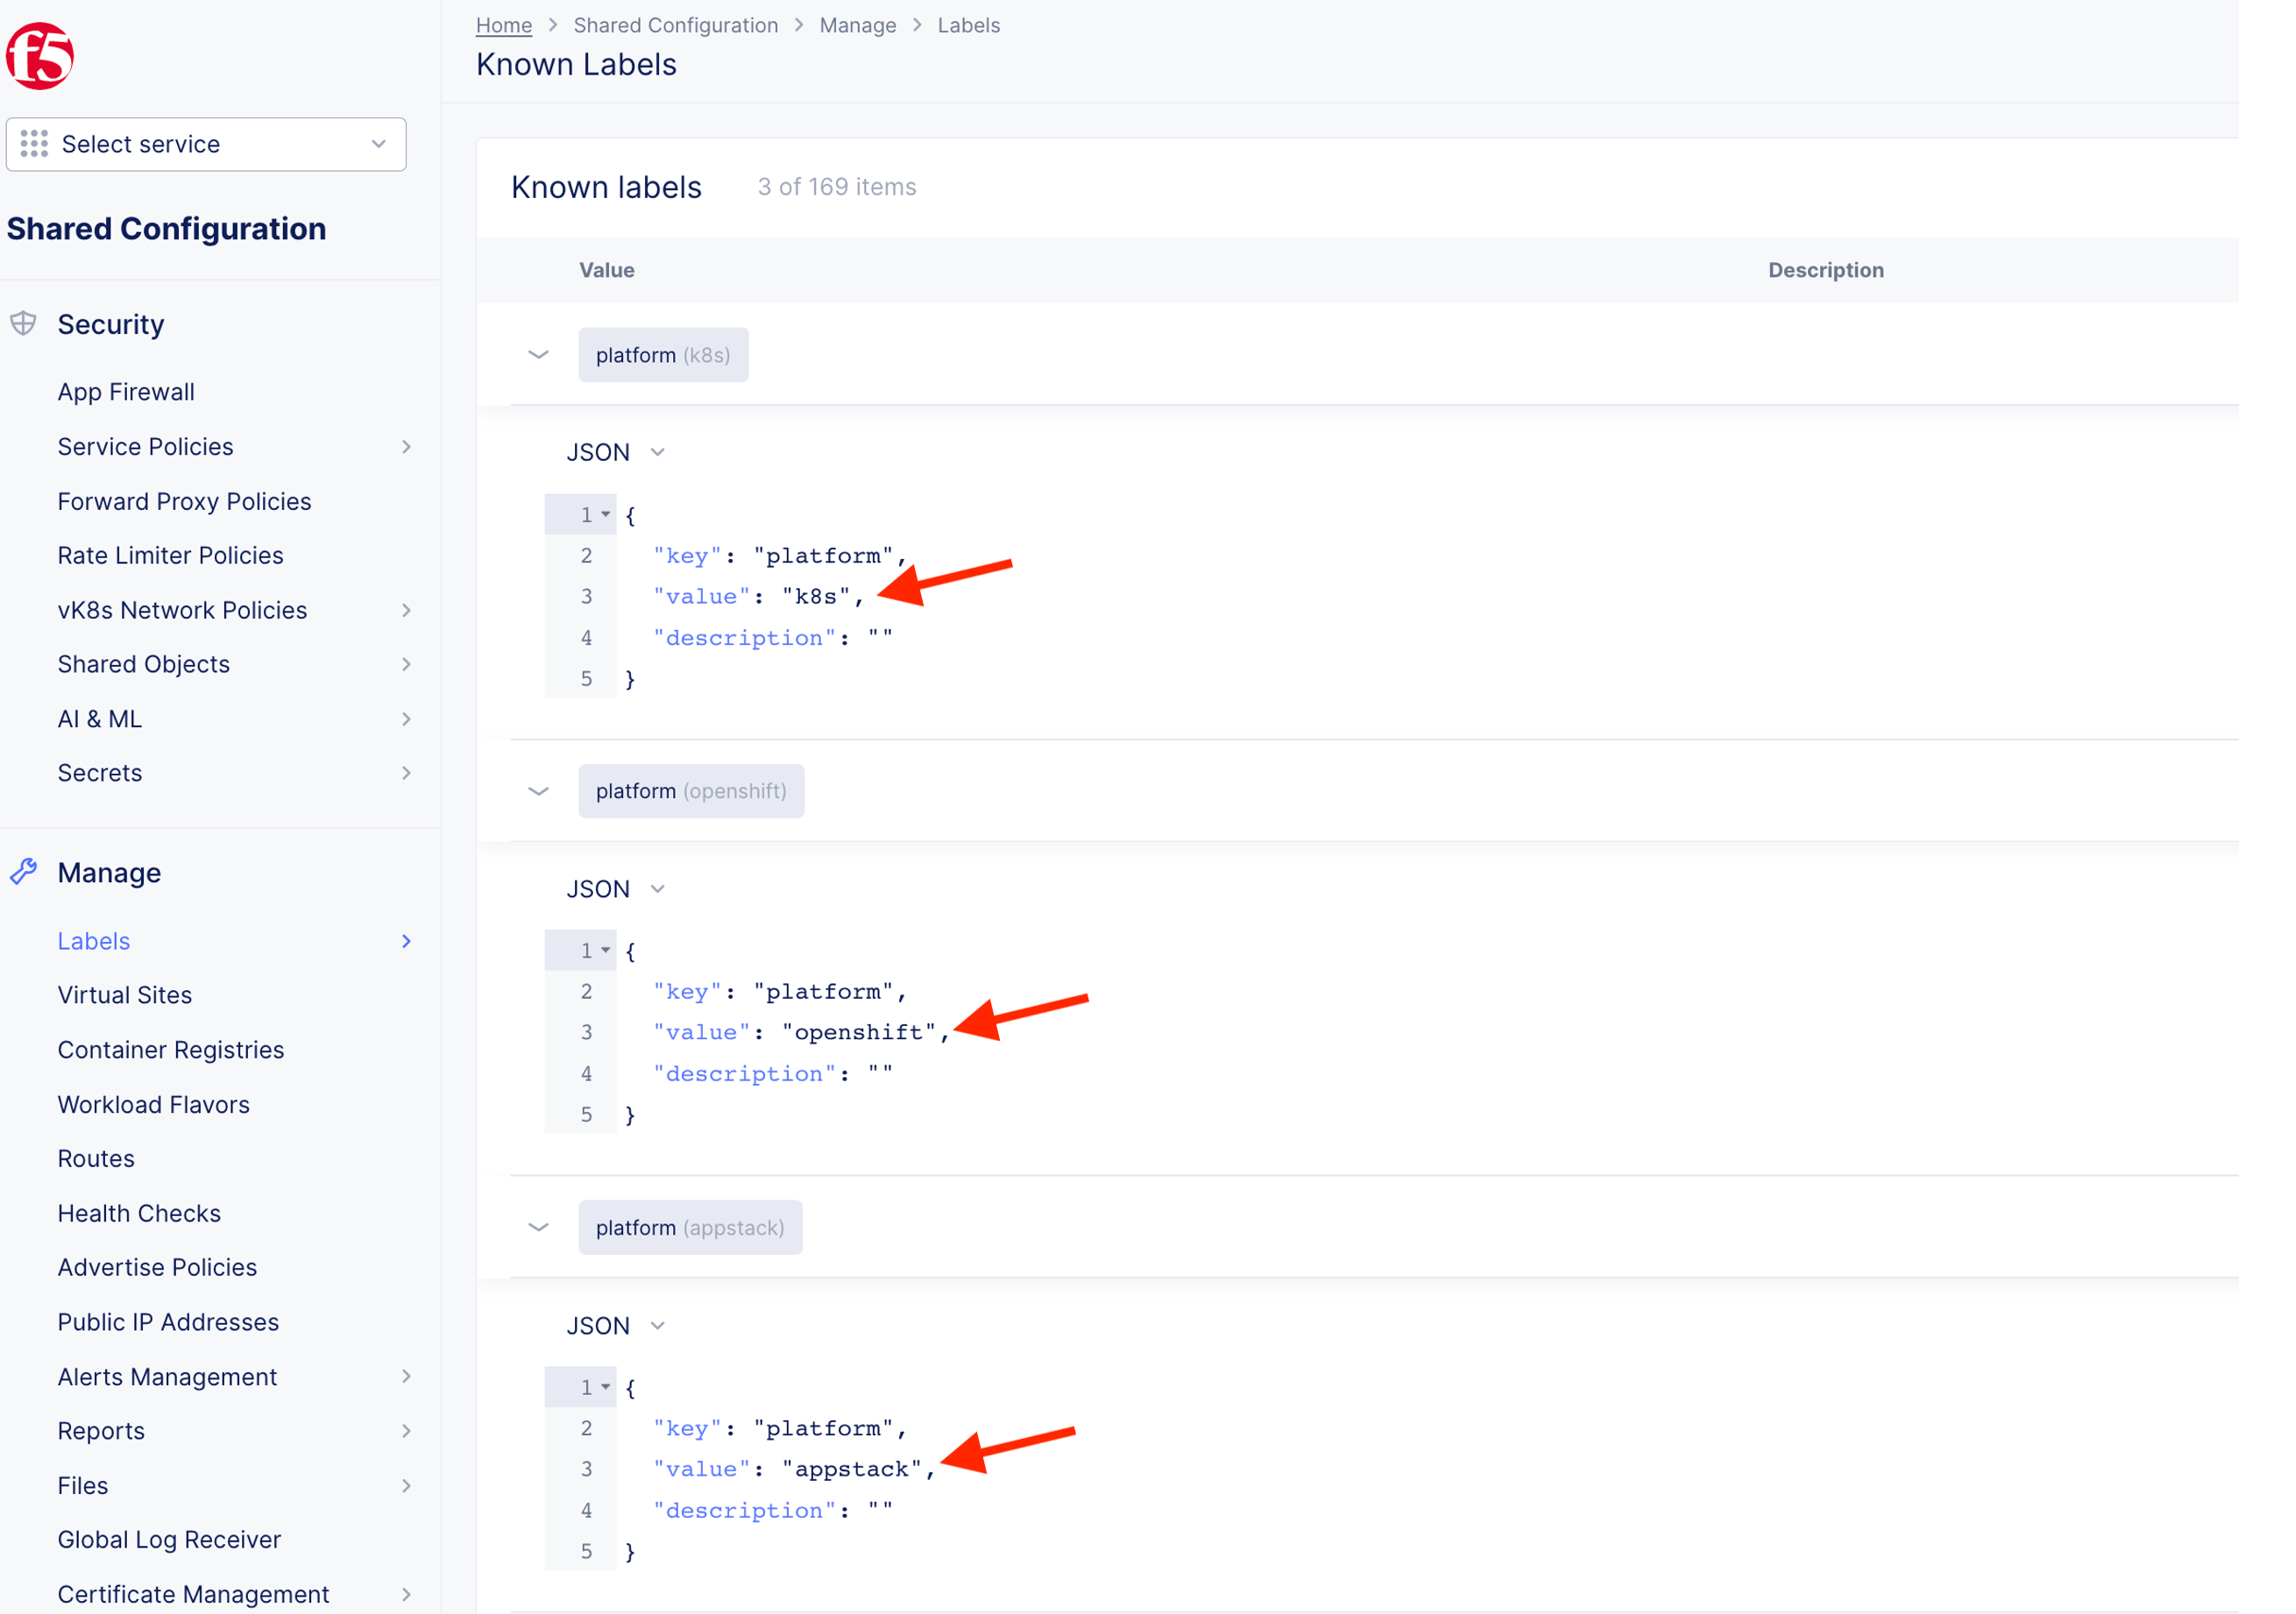 f5
Select service
Shared Configuration
Security
App Firewall
Service Policies
Forward Proxy Policies
Rate Limiter Policies
vK8s Network Policies
Shared Objects
AI & ML
Secrets
Manage
Labels
Virtual Sites
Container Registries
Workload Flavors
Routes
Health Checks
Advertise Policies
Public IP Addresses
Alerts Management
Reports
Files
Global Log Receiver
Certificate Management
Home > Shared Configuration > Manage > Labels
Known Labels
Known labels 3 of 169 items
Value Description
platform (k8s)
JSON
1 {
2 "key": "platform",
3 "value": "k8s",
4 "description": ""
5 }
platform (openshift)
JSON
1 {
2 "key": "platform",
3 "value": "openshift",
4 "description": ""
5 }
platform (appstack)
JSON
1 {
2 "key": "platform",
3 "value": "appstack",
4 "description": ""
5 }